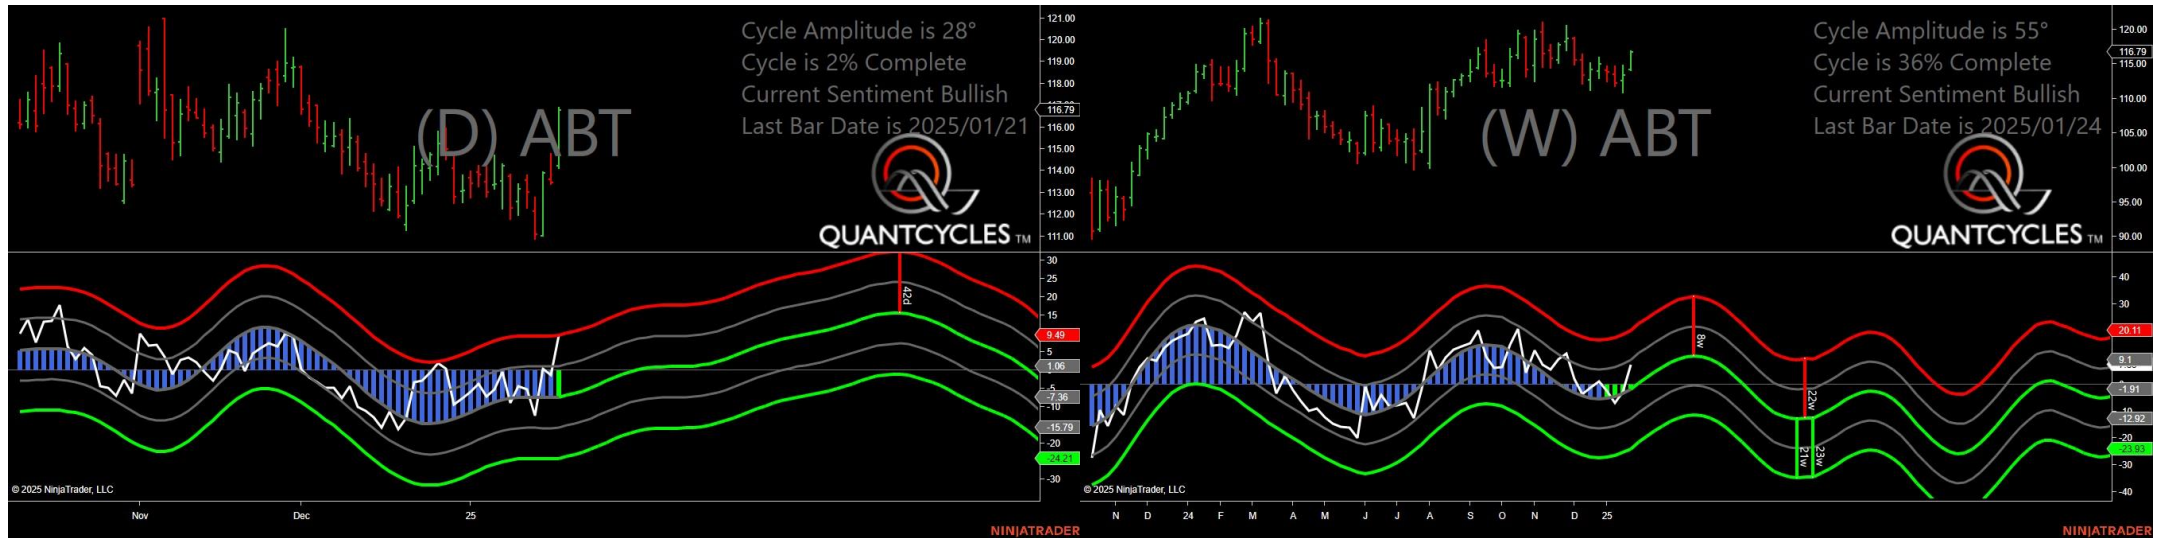 Cycle Amplitude is 28°
Cycle is 2% Complete
Current Sentiment Bullish
Last Bar Date is 2025/01/21
(D) ABT
QUANTCYCLES TM
121.00
120.00
119.00
118.00
116.79
116.00
115.00
114.00
113.00
112.00
111.00
42d
30
25
20
15
9.49
5
1.06
-5
-7.36
-10
-15.79
-20
-24.21
-30
© 2025 NinjaTrader, LLC
Nov
Dec
25
NINJATRADER
Cycle Amplitude is 55°
Cycle is 36% Complete
Current Sentiment Bullish
Last Bar Date is 2025/01/24
(W) ABT
QUANTCYCLES TM
120.00
116.79
115.00
110.00
105.00
100.00
95.00
90.00
8w
22w
21w
23w
40
30
20.11
9.1
-1.91
-12.92
-20
-23.93
-30
-40
© 2025 NinjaTrader, LLC
N D 24 F M A M J J A S O N D 25
NINJATRADER